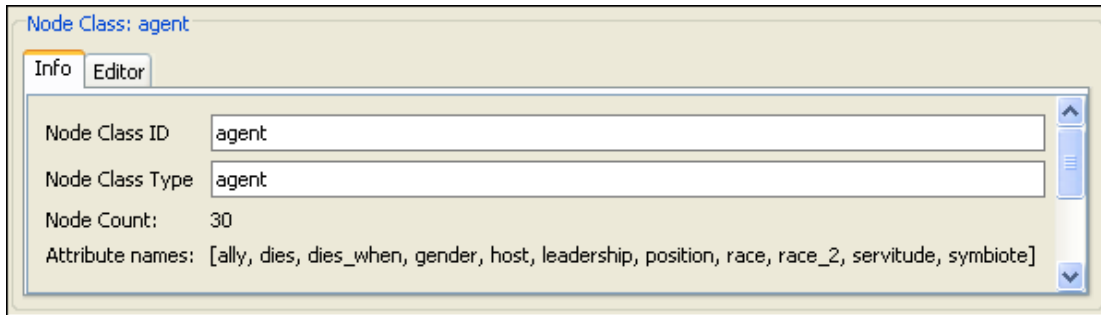 Node Class: agent
Info Editor
Node Class ID agent
Node Class Type agent
Node Count: 30
Attribute names: [ally, dies, dies_when, gender, host, leadership, position, race, race_2, servitude, symbiote]